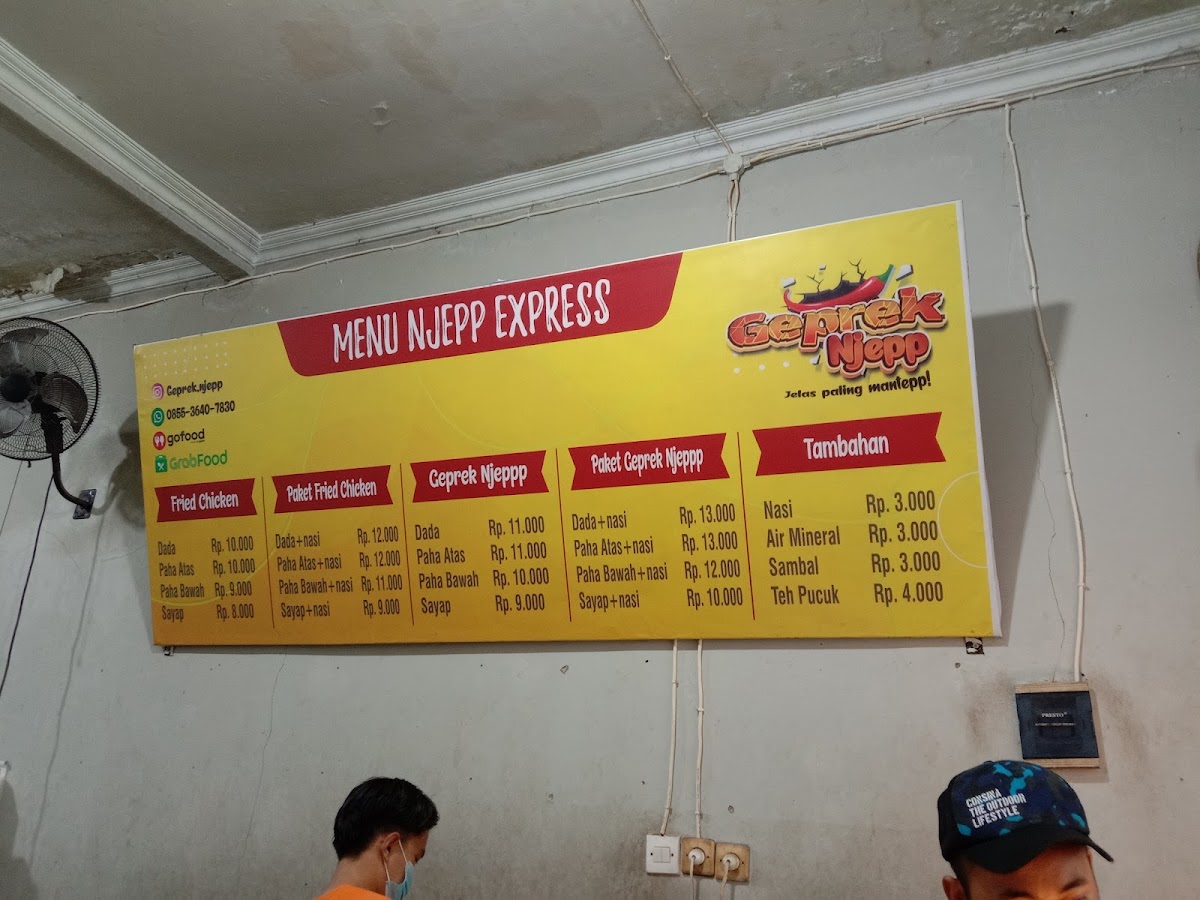 MENU NJEPP EXPRESS
Geprek Njepp
Jelas paling mantepp!
Geprek.njepp
0855-3640-7830
gofood
GrabFood
Fried Chicken
Dada Rp. 10.000
Paha Atas Rp. 10.000
Paha Bawah Rp. 9.000
Sayap Rp. 8.000
Paket Fried Chicken
Dada+nasi Rp. 12.000
Paha Atas+nasi Rp. 12.000
Paha Bawah+nasi Rp. 11.000
Sayap+nasi Rp. 9.000
Geprek Njeppp
Dada Rp. 11.000
Paha Atas Rp. 11.000
Paha Bawah Rp. 10.000
Sayap Rp. 9.000
Paket Geprek Njeppp
Dada+nasi Rp. 13.000
Paha Atas+nasi Rp. 13.000
Paha Bawah+nasi Rp. 12.000
Sayap+nasi Rp. 10.000
Tambahan
Nasi Rp. 3.000
Air Mineral Rp. 3.000
Sambal Rp. 3.000
Teh Pucuk Rp. 4.000
PRESTO
CONSINA
THE OUTDOOR
LIFESTYLE